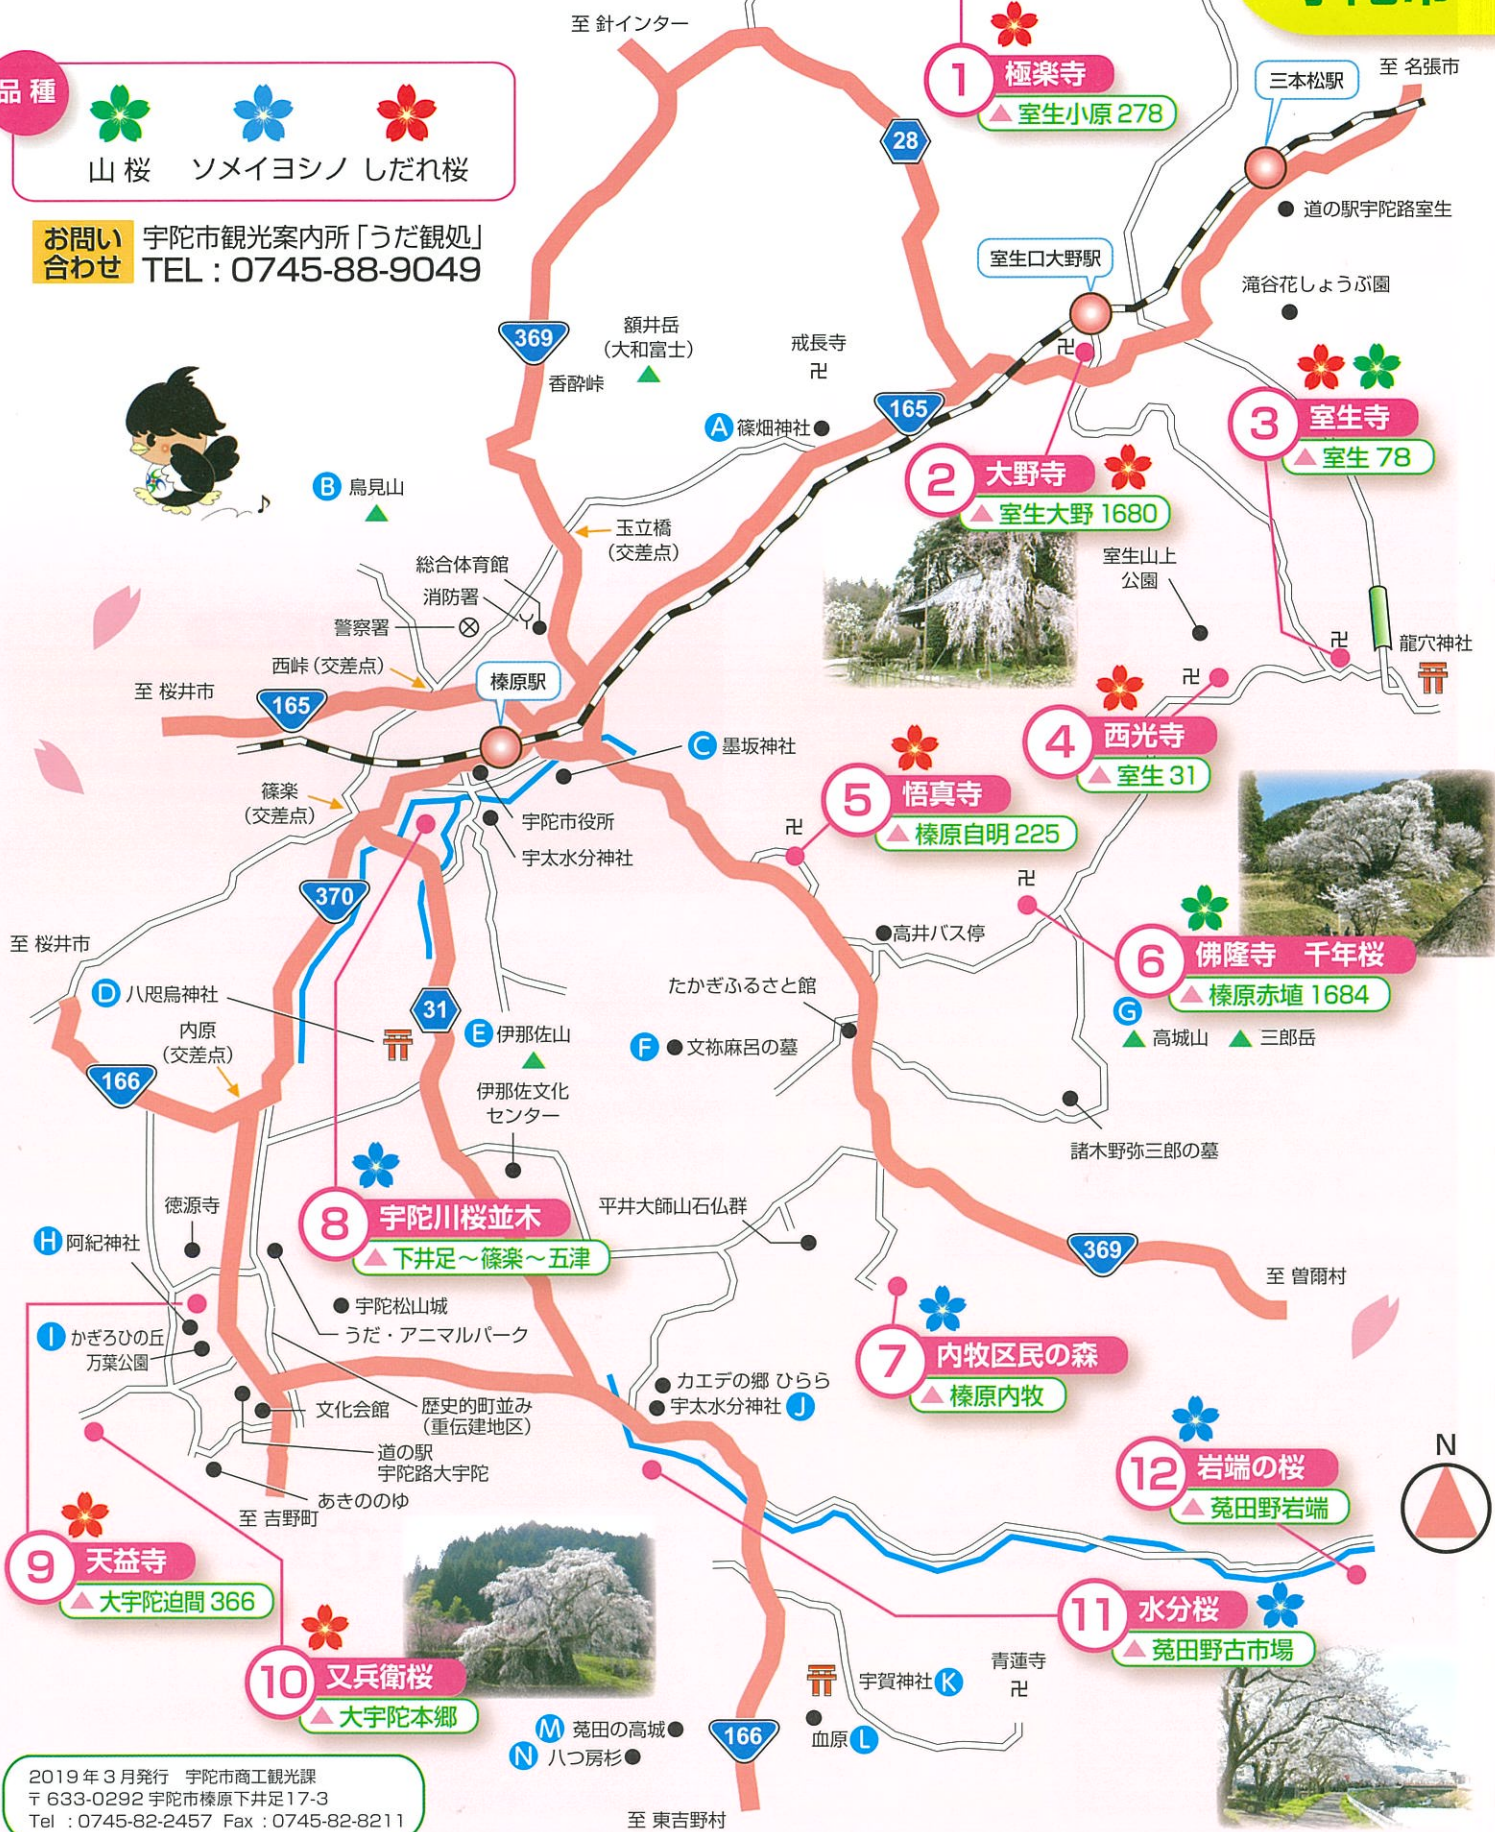 至 針インター
品種
山桜 ソメイヨシノ しだれ桜
お問い
合わせ
宇陀市観光案内所「うだ観処」
TEL : 0745-88-9049
1 極楽寺
室生小原 278
三本松駅
至 名張市
28
道の駅宇陀路室生
室生口大野駅
滝谷花しょうぶ園
369
額井岳
(大和富士)
戒長寺
卍
香酔峠
卍
165
A 篠畑神社
3 室生寺
室生 78
2 大野寺
室生大野 1680
B 鳥見山
玉立橋
(交差点)
総合体育館
消防署
警察署
室生山上
公園
卍
龍穴神社
西峠(交差点)
榛原駅
至 桜井市
165
卍
4 西光寺
室生 31
C 墨坂神社
5 悟真寺
榛原自明 225
篠楽
(交差点)
宇陀市役所
宇太水分神社
卍
370
卍
至 桜井市
高井バス停
6 佛隆寺 千年桜
榛原赤埴 1684
D 八咫烏神社
たかぎふるさと館
31
E 伊那佐山
G
高城山 三郎岳
内原
(交差点)
F 文祢麻呂の墓
166
伊那佐文化
センター
諸木野弥三郎の墓
8 宇陀川桜並木
下井足〜篠楽〜五津
徳源寺
平井大師山石仏群
H 阿紀神社
369
至 曽爾村
宇陀松山城
うだ・アニマルパーク
I かぎろひの丘
万葉公園
7 内牧区民の森
榛原内牧
カエデの郷 ひらら
宇太水分神社 J
文化会館
歴史的町並み
(重伝建地区)
道の駅
宇陀路大宇陀
あきののゆ
至 吉野町
12 岩端の桜
菟田野岩端
N
9 天益寺
大宇陀迫間 366
11 水分桜
菟田野古市場
10 又兵衛桜
大宇陀本郷
宇賀神社 K
青蓮寺
卍
M 菟田の高城
N 八つ房杉
166
血原 L
2019 年 3 月発行 宇陀市商工観光課
〒 633-0292 宇陀市榛原下井足17-3
Tel : 0745-82-2457 Fax : 0745-82-8211
至 東吉野村